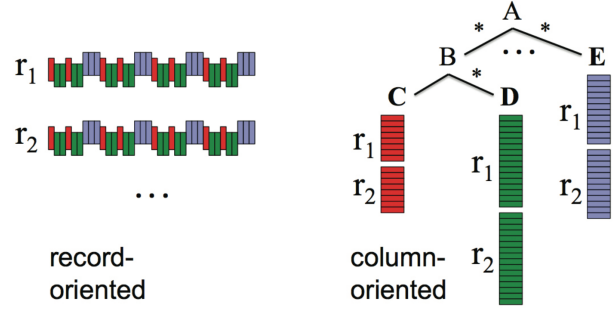 r1
r2
...
record-
oriented
A
* ... *
B
E
*
C
D
r1
r2
r1
r2
r1
r2
column-
oriented